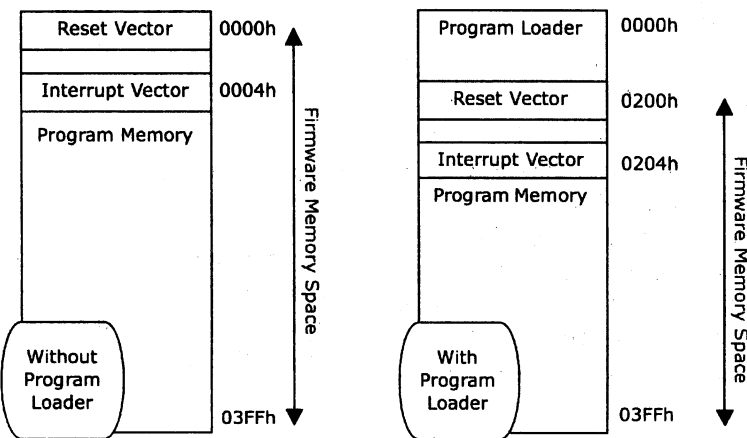 Reset Vector 0000h
Interrupt Vector 0004h
Program Memory
Firmware Memory Space
Without
Program
Loader
03FFh
Program Loader 0000h
Reset Vector 0200h
Interrupt Vector 0204h
Program Memory
Firmware Memory Space
With
Program
Loader
03FFh